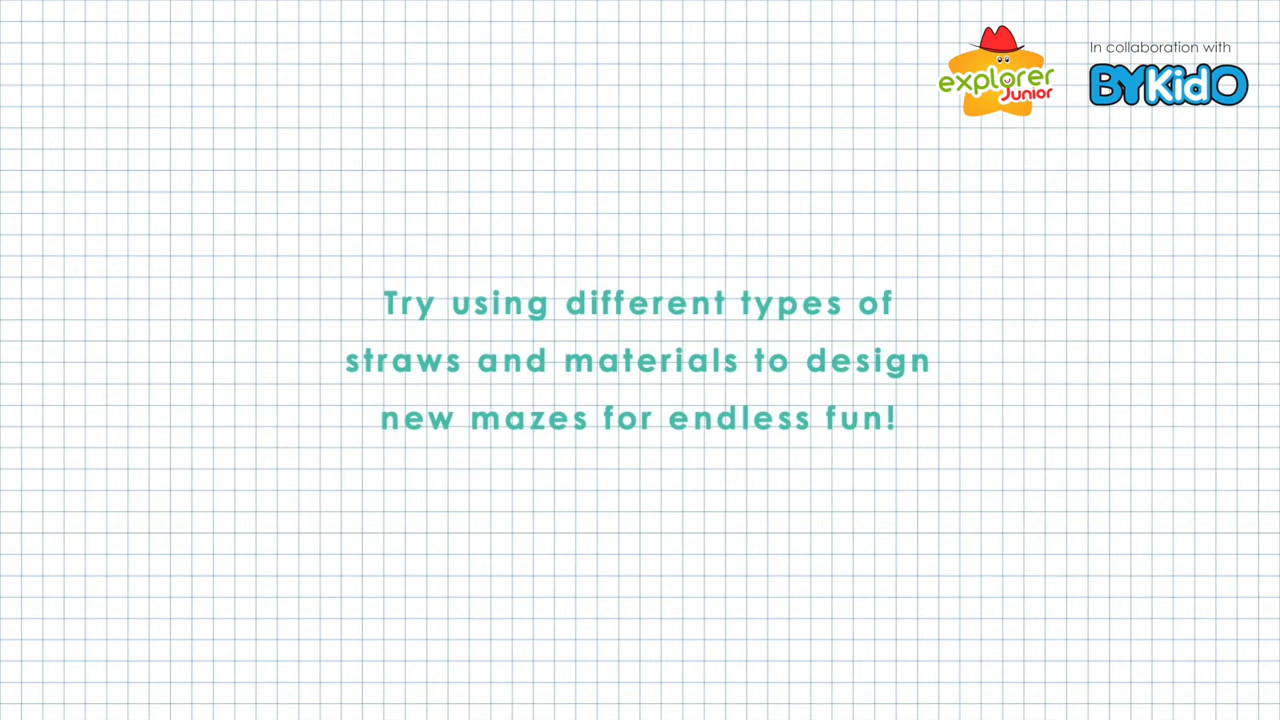 In collaboration with
explorer
Junior
BYKidO
Try using different types of
straws and materials to design
new mazes for endless fun!